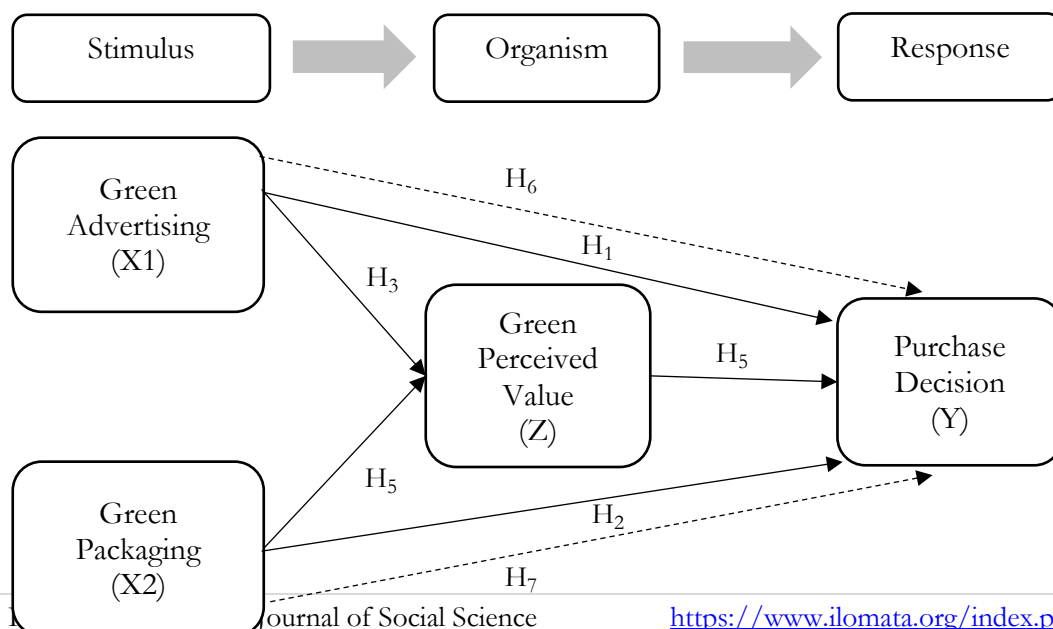 Stimulus
Organism
Response
Green
Advertising
(X1)
H6
H1
H3
Green
Perceived
Value
(Z)
H5
Purchase
Decision
(Y)
H5
Green
Packaging
(X2)
H2
H7
ournal of Social Science
https://www.ilomata.org/index.p